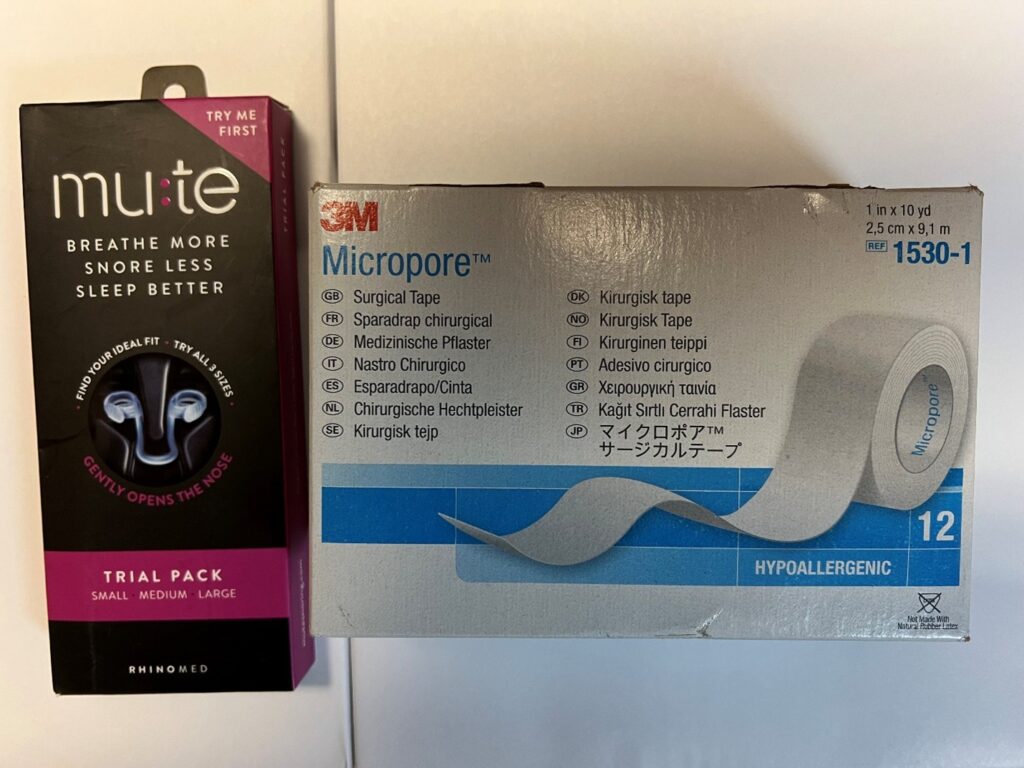 TRY ME
FIRST
TRIAL PACK
mu:te
BREATHE MORE
SNORE LESS
SLEEP BETTER
FIND YOUR IDEAL FIT · TRY ALL 3 SIZES ·
GENTLY OPENS THE NOSE
TRIAL PACK
SMALL · MEDIUM · LARGE
RHINOMED
3M
Micropore™
1 in x 10 yd
2,5 cm x 9,1 m
REF 1530-1
GB Surgical Tape
FR Sparadrap chirurgical
DE Medizinische Pflaster
IT Nastro Chirurgico
ES Esparadrapo/Cinta
NL Chirurgische Hechtpleister
SE Kirurgisk tejp
DK Kirurgisk tape
NO Kirurgisk Tape
FI Kirurginen teippi
PT Adesivo cirurgico
GR Χειρουργική ταινία
TR Kağıt Sırtlı Cerrahi Flaster
JP マイクロポア™
サージカルテープ
Micropore™
12
HYPOALLERGENIC
Not Made With
Natural Rubber Latex